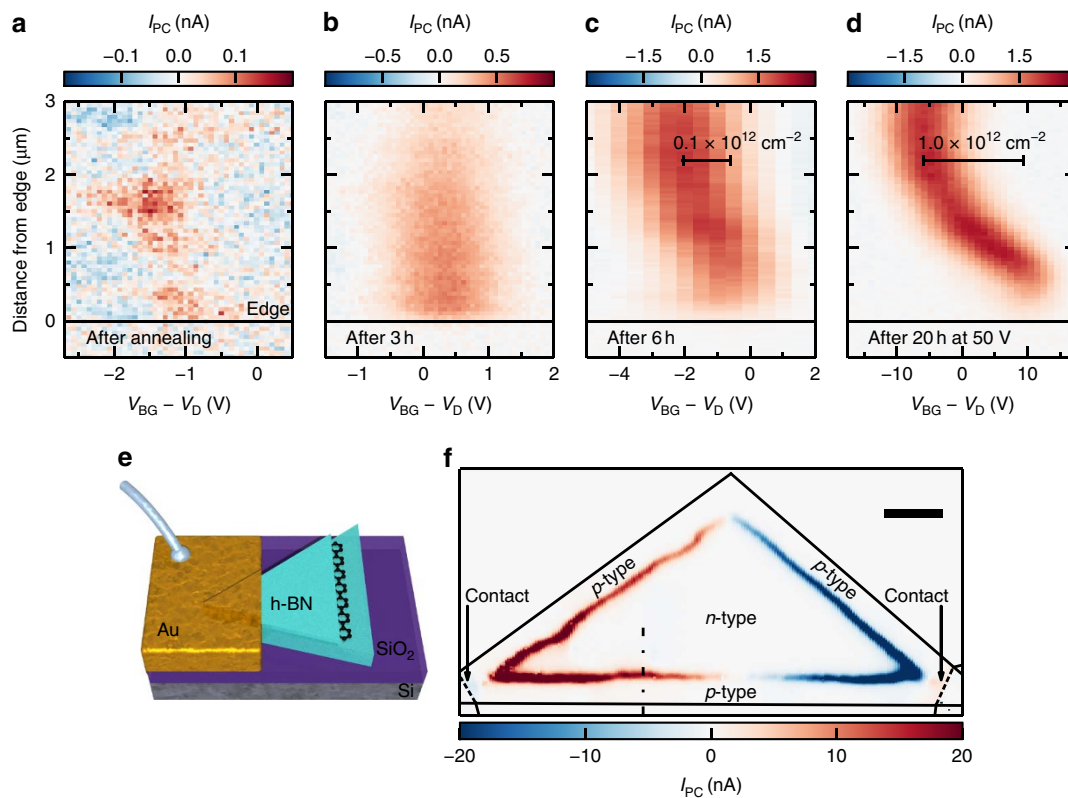 a
I_PC (nA)
−0.1 0.0 0.1
b
I_PC (nA)
−0.5 0.0 0.5
c
I_PC (nA)
−1.5 0.0 1.5
d
I_PC (nA)
−1.5 0.0 1.5
Distance from edge (μm)
3
2
1
0
Edge
After annealing
−2 −1 0
V_BG − V_D (V)
After 3 h
−1 0 1 2
V_BG − V_D (V)
0.1 × 10¹² cm⁻²
After 6 h
−4 −2 0 2
V_BG − V_D (V)
1.0 × 10¹² cm⁻²
After 20 h at 50 V
−10 0 10
V_BG − V_D (V)
e
Au
h-BN
SiO₂
Si
f
Contact
p-type
p-type
Contact
n-type
p-type
−20 −10 0 10 20
I_PC (nA)